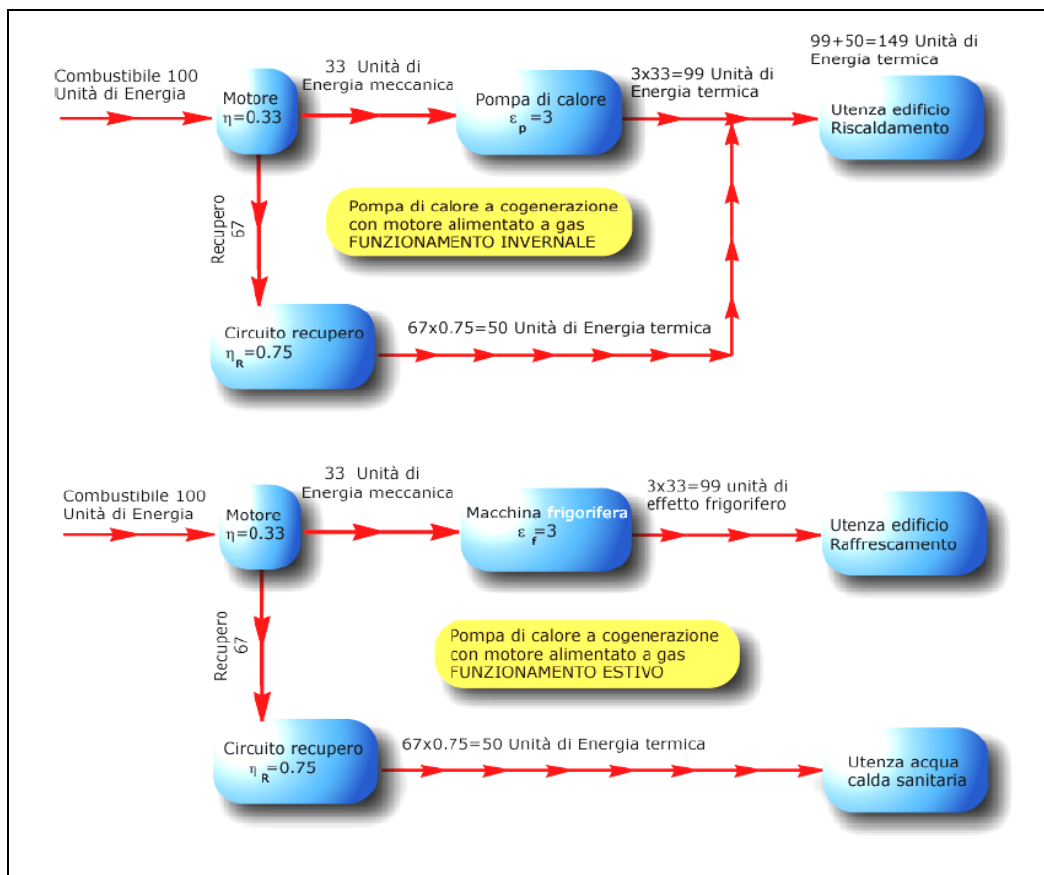 Combustibile 100
Unità di Energia
Motore
η=0.33
33 Unità di
Energia meccanica
Pompa di calore
ε p =3
3x33=99 Unità di
Energia termica
99+50=149 Unità di
Energia termica
Utenza edificio
Riscaldamento
Recupero
67
Pompa di calore a cogenerazione
con motore alimentato a gas
FUNZIONAMENTO INVERNALE
Circuito recupero
η R =0.75
67x0.75=50 Unità di Energia termica
Combustibile 100
Unità di Energia
Motore
η=0.33
33 Unità di
Energia meccanica
Macchina frigorifera
ε f =3
3x33=99 unità di
effetto frigorifero
Utenza edificio
Raffrescamento
Recupero
67
Pompa di calore a cogenerazione
con motore alimentato a gas
FUNZIONAMENTO ESTIVO
Circuito recupero
η R =0.75
67x0.75=50 Unità di Energia termica
Utenza acqua
calda sanitaria